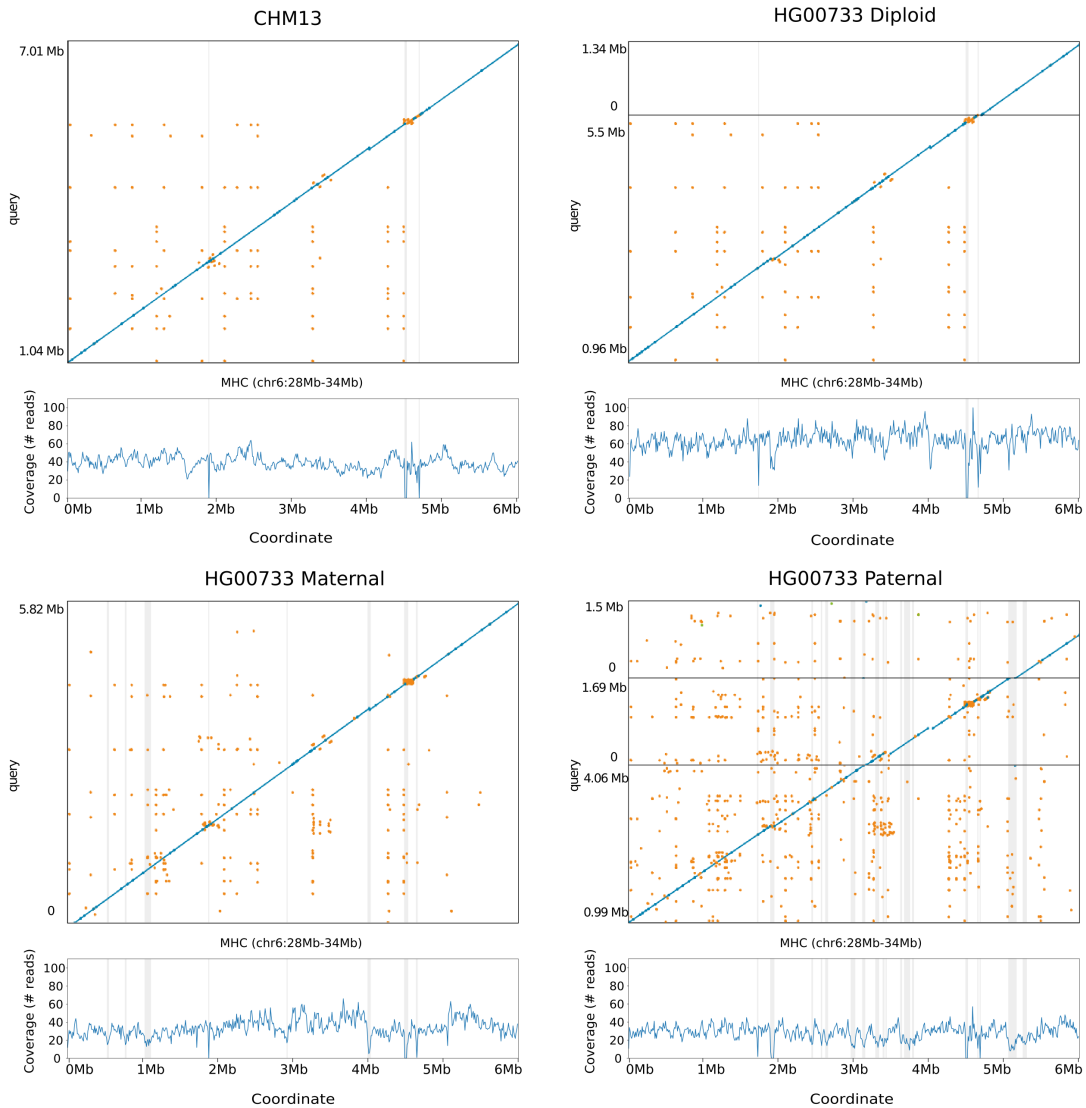 CHM13
7.01 Mb
query
1.04 Mb
MHC (chr6:28Mb-34Mb)
Coverage (# reads)
100
80
60
40
20
0
0Mb 1Mb 2Mb 3Mb 4Mb 5Mb 6Mb
Coordinate
HG00733 Diploid
1.34 Mb
0
5.5 Mb
query
0.96 Mb
MHC (chr6:28Mb-34Mb)
Coverage (# reads)
100
80
60
40
20
0
0Mb 1Mb 2Mb 3Mb 4Mb 5Mb 6Mb
Coordinate
HG00733 Maternal
5.82 Mb
query
0
MHC (chr6:28Mb-34Mb)
Coverage (# reads)
100
80
60
40
20
0
0Mb 1Mb 2Mb 3Mb 4Mb 5Mb 6Mb
Coordinate
HG00733 Paternal
1.5 Mb
0
1.69 Mb
0
query
4.06 Mb
0.99 Mb
MHC (chr6:28Mb-34Mb)
Coverage (# reads)
100
80
60
40
20
0
0Mb 1Mb 2Mb 3Mb 4Mb 5Mb 6Mb
Coordinate